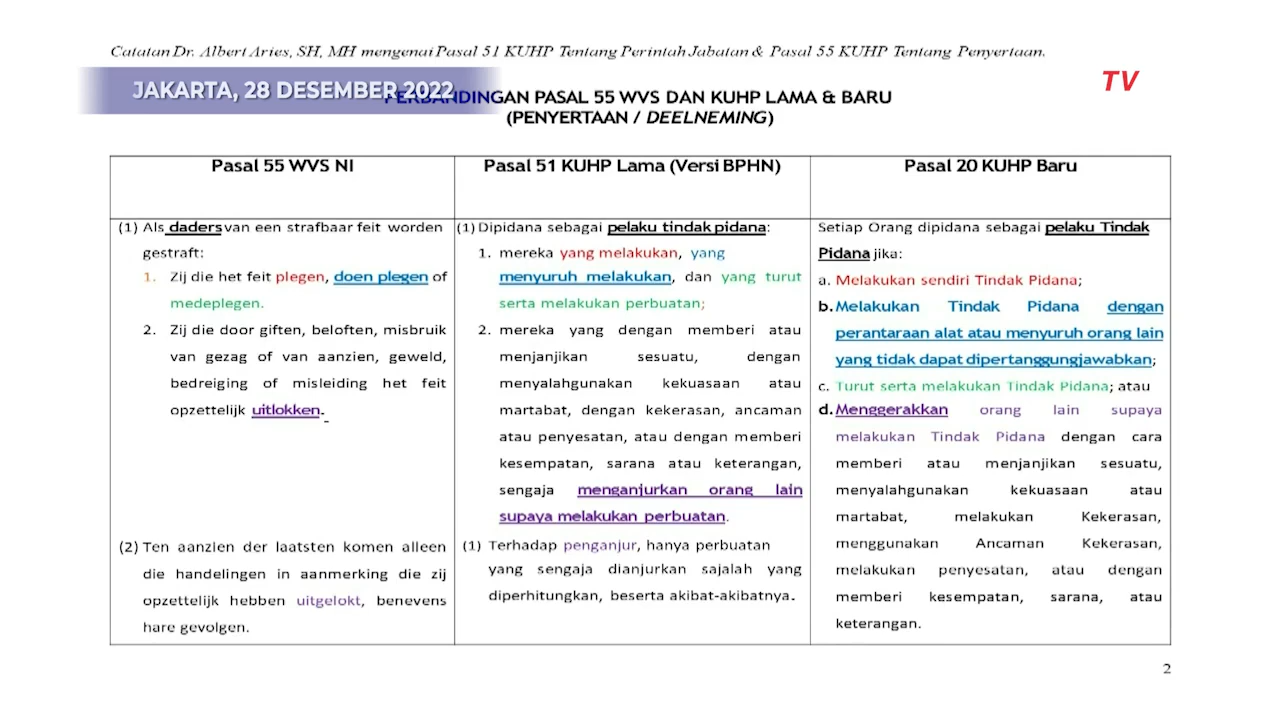 Catatan Dr. Albert Aries, SH, MH mengenai Pasal 51 KUHP Tentang Perintah Jabatan & Pasal 55 KUHP Tentang Penyertaan.
JAKARTA, 28 DESEMBER 2022
TV
PERBANDINGAN PASAL 55 WVS DAN KUHP LAMA & BARU
(PENYERTAAN / DEELNEMING)
Pasal 55 WVS NI
(1) Als daders van een strafbaar feit worden
gestraft:
1. Zij die het feit plegen, doen plegen of
medeplegen.
2. Zij die door giften, beloften, misbruik
van gezag of van aanzien, geweld,
bedreiging of misleiding het feit
opzettelijk uitlokken.
(2) Ten aanzien der laatsten komen alleen
die handelingen in aanmerking die zij
opzettelijk hebben uitgelokt, benevens
hare gevolgen.
Pasal 51 KUHP Lama (Versi BPHN)
(1) Dipidana sebagai pelaku tindak pidana:
1. mereka yang melakukan, yang
menyuruh melakukan, dan yang turut
serta melakukan perbuatan;
2. mereka yang dengan memberi atau
menjanjikan sesuatu, dengan
menyalahgunakan kekuasaan atau
martabat, dengan kekerasan, ancaman
atau penyesatan, atau dengan memberi
kesempatan, sarana atau keterangan,
sengaja menganjurkan orang lain
supaya melakukan perbuatan.
(1) Terhadap penganjur, hanya perbuatan
yang sengaja dianjurkan sajalah yang
diperhitungkan, beserta akibat-akibatnya.
Pasal 20 KUHP Baru
Setiap Orang dipidana sebagai pelaku Tindak
Pidana jika:
a. Melakukan sendiri Tindak Pidana;
b. Melakukan Tindak Pidana dengan
perantaraan alat atau menyuruh orang lain
yang tidak dapat dipertanggungjawabkan;
c. Turut serta melakukan Tindak Pidana; atau
d. Menggerakkan orang lain supaya
melakukan Tindak Pidana dengan cara
memberi atau menjanjikan sesuatu,
menyalahgunakan kekuasaan atau
martabat, melakukan Kekerasan,
menggunakan Ancaman Kekerasan,
melakukan penyesatan, atau dengan
memberi kesempatan, sarana, atau
keterangan.
2